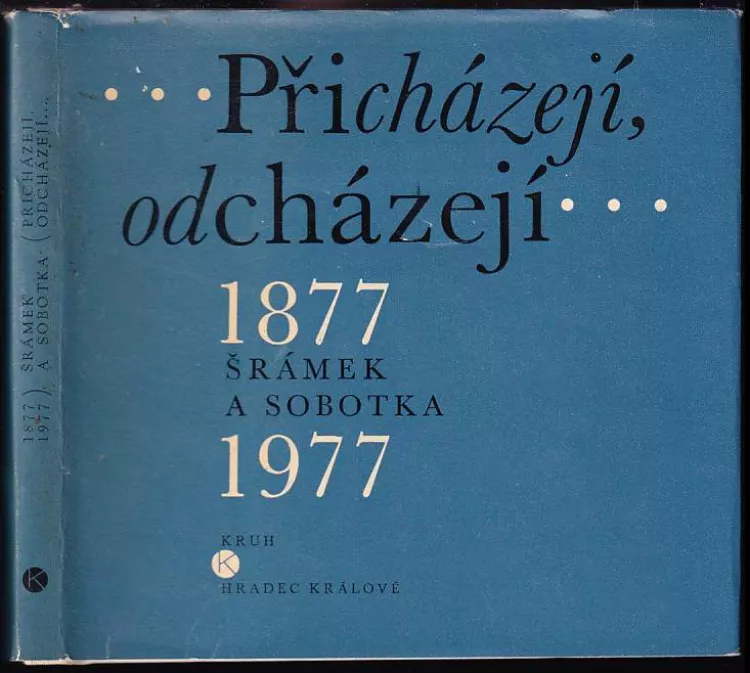 ...Přicházejí,
odcházejí...
1877
ŠRÁMEK
A SOBOTKA
1977
KRUH
K
HRADEC KRÁLOVÉ
1877 ) ŠRÁMEK ( PŘICHÁZEJÍ,
1977 ) A SOBOTKA · ODCHÁZEJÍ...
K